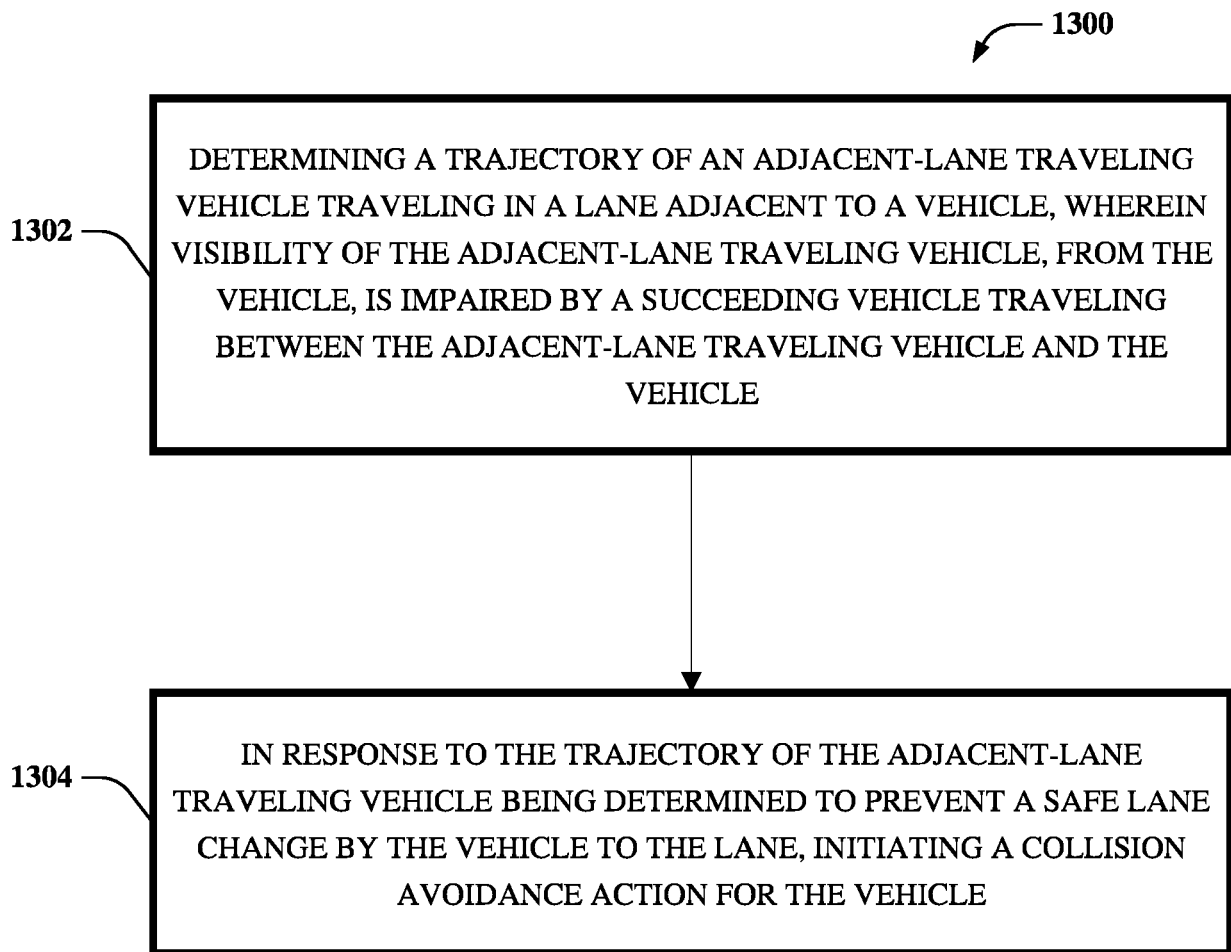 1300
DETERMINING A TRAJECTORY OF AN ADJACENT-LANE TRAVELING
VEHICLE TRAVELING IN A LANE ADJACENT TO A VEHICLE, WHEREIN
1302
VISIBILITY OF THE ADJACENT-LANE TRAVELING VEHICLE, FROM THE
VEHICLE, IS IMPAIRED BY A SUCCEEDING VEHICLE TRAVELING
BETWEEN THE ADJACENT-LANE TRAVELING VEHICLE AND THE
VEHICLE
IN RESPONSE TO THE TRAJECTORY OF THE ADJACENT-LANE
1304
TRAVELING VEHICLE BEING DETERMINED TO PREVENT A SAFE LANE
CHANGE BY THE VEHICLE TO THE LANE, INITIATING A COLLISION
AVOIDANCE ACTION FOR THE VEHICLE